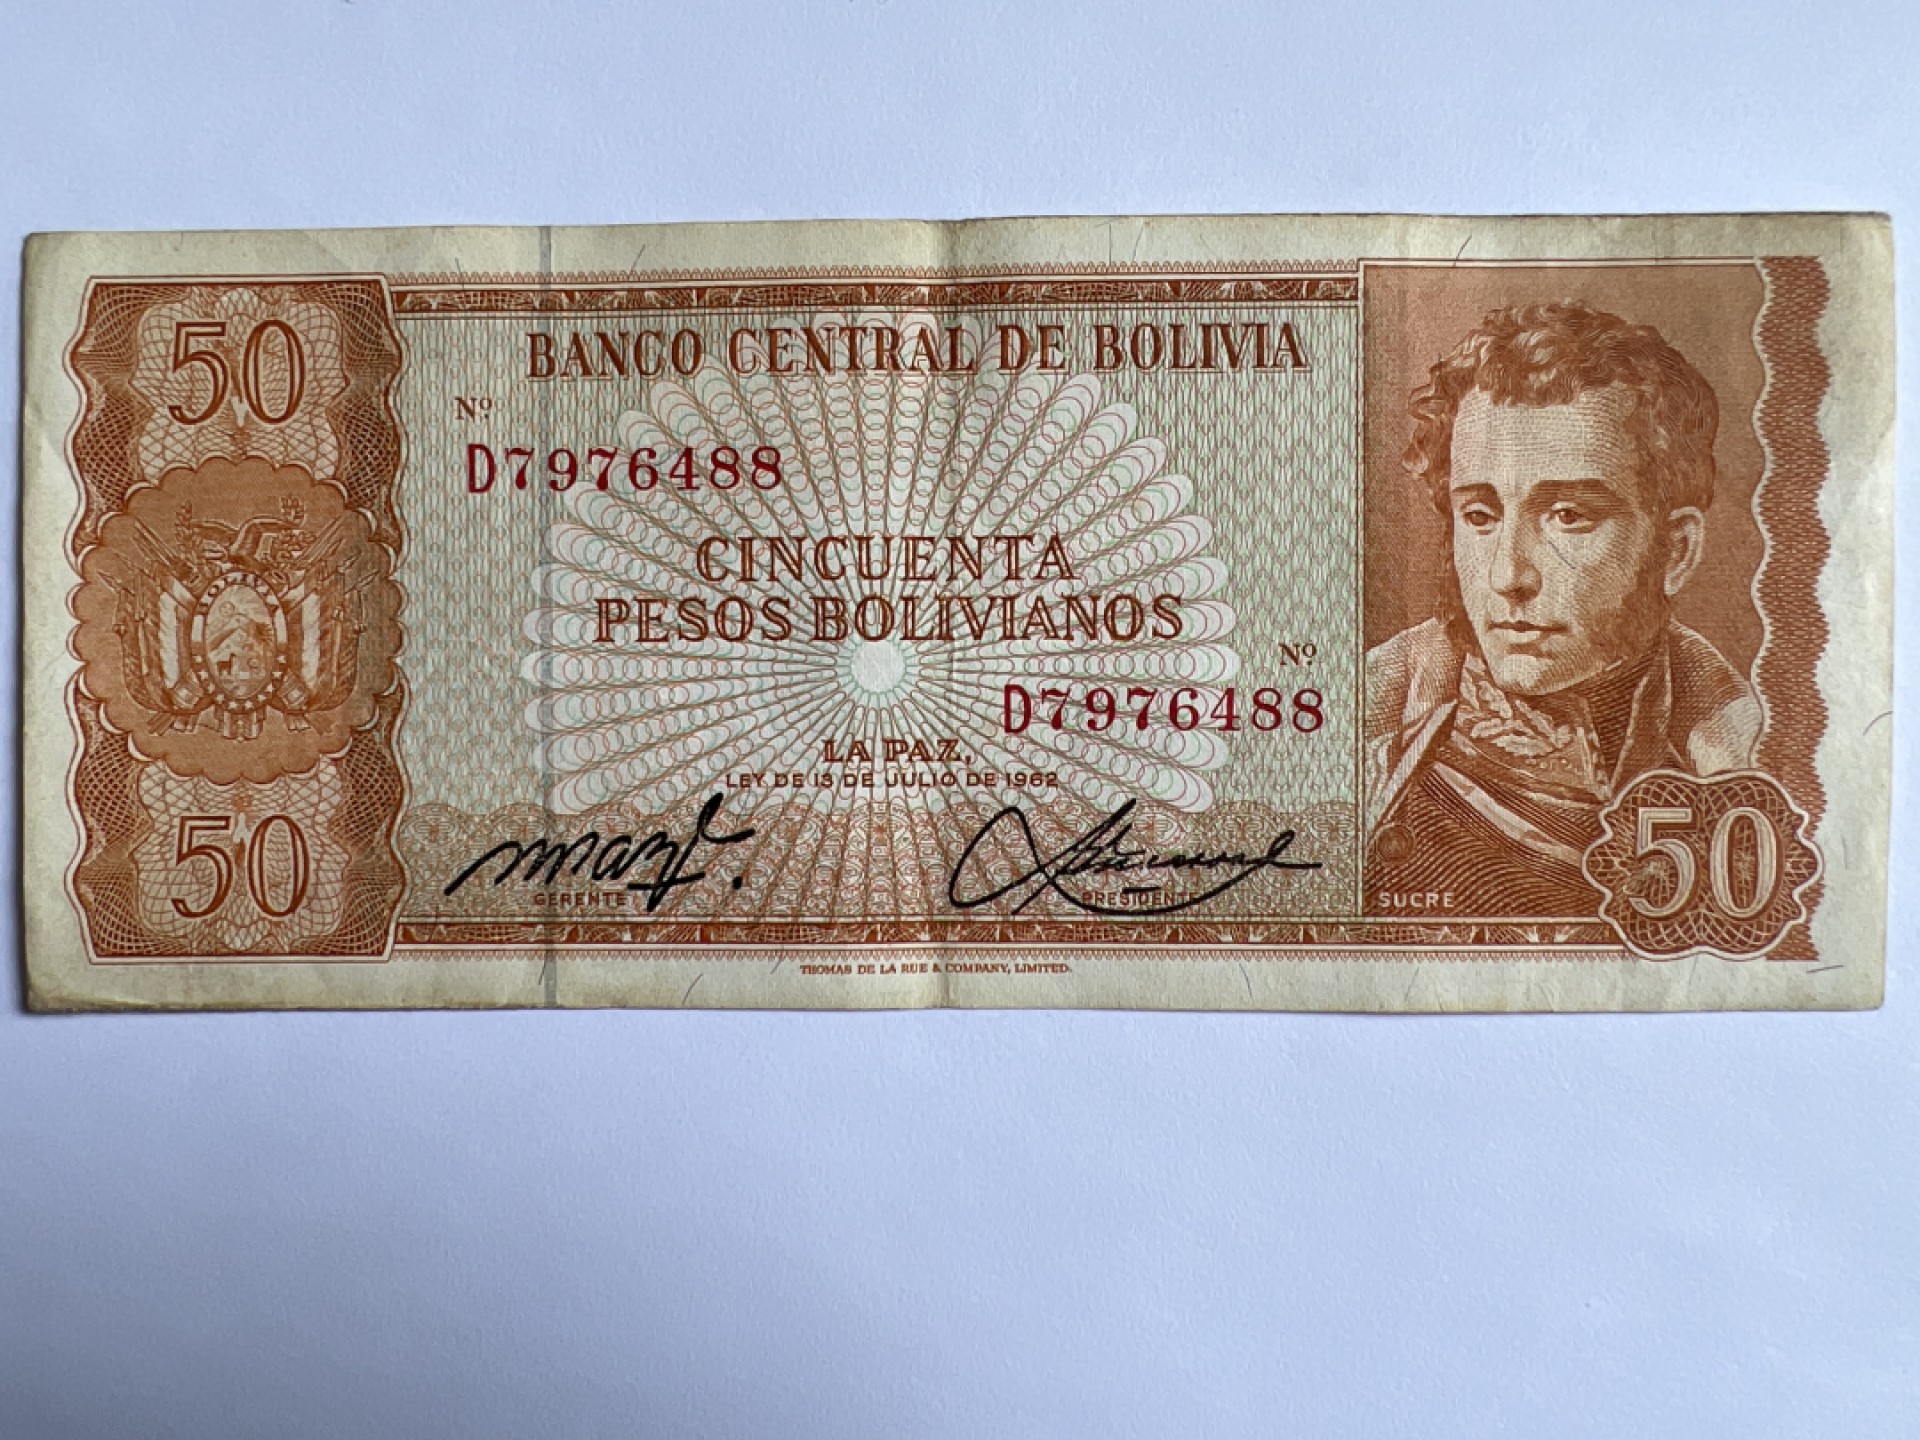 50
BANCO CENTRAL DE BOLIVIA
Nº
D7976488
CINCUENTA
PESOS BOLIVIANOS
Nº
D7976488
BOLIVIA
LA PAZ,
LEY DE 13 DE JULIO DE 1962
50
GERENTE
PRESIDENTE
SUCRE
50
THOMAS DE LA RUE & COMPANY, LIMITED.